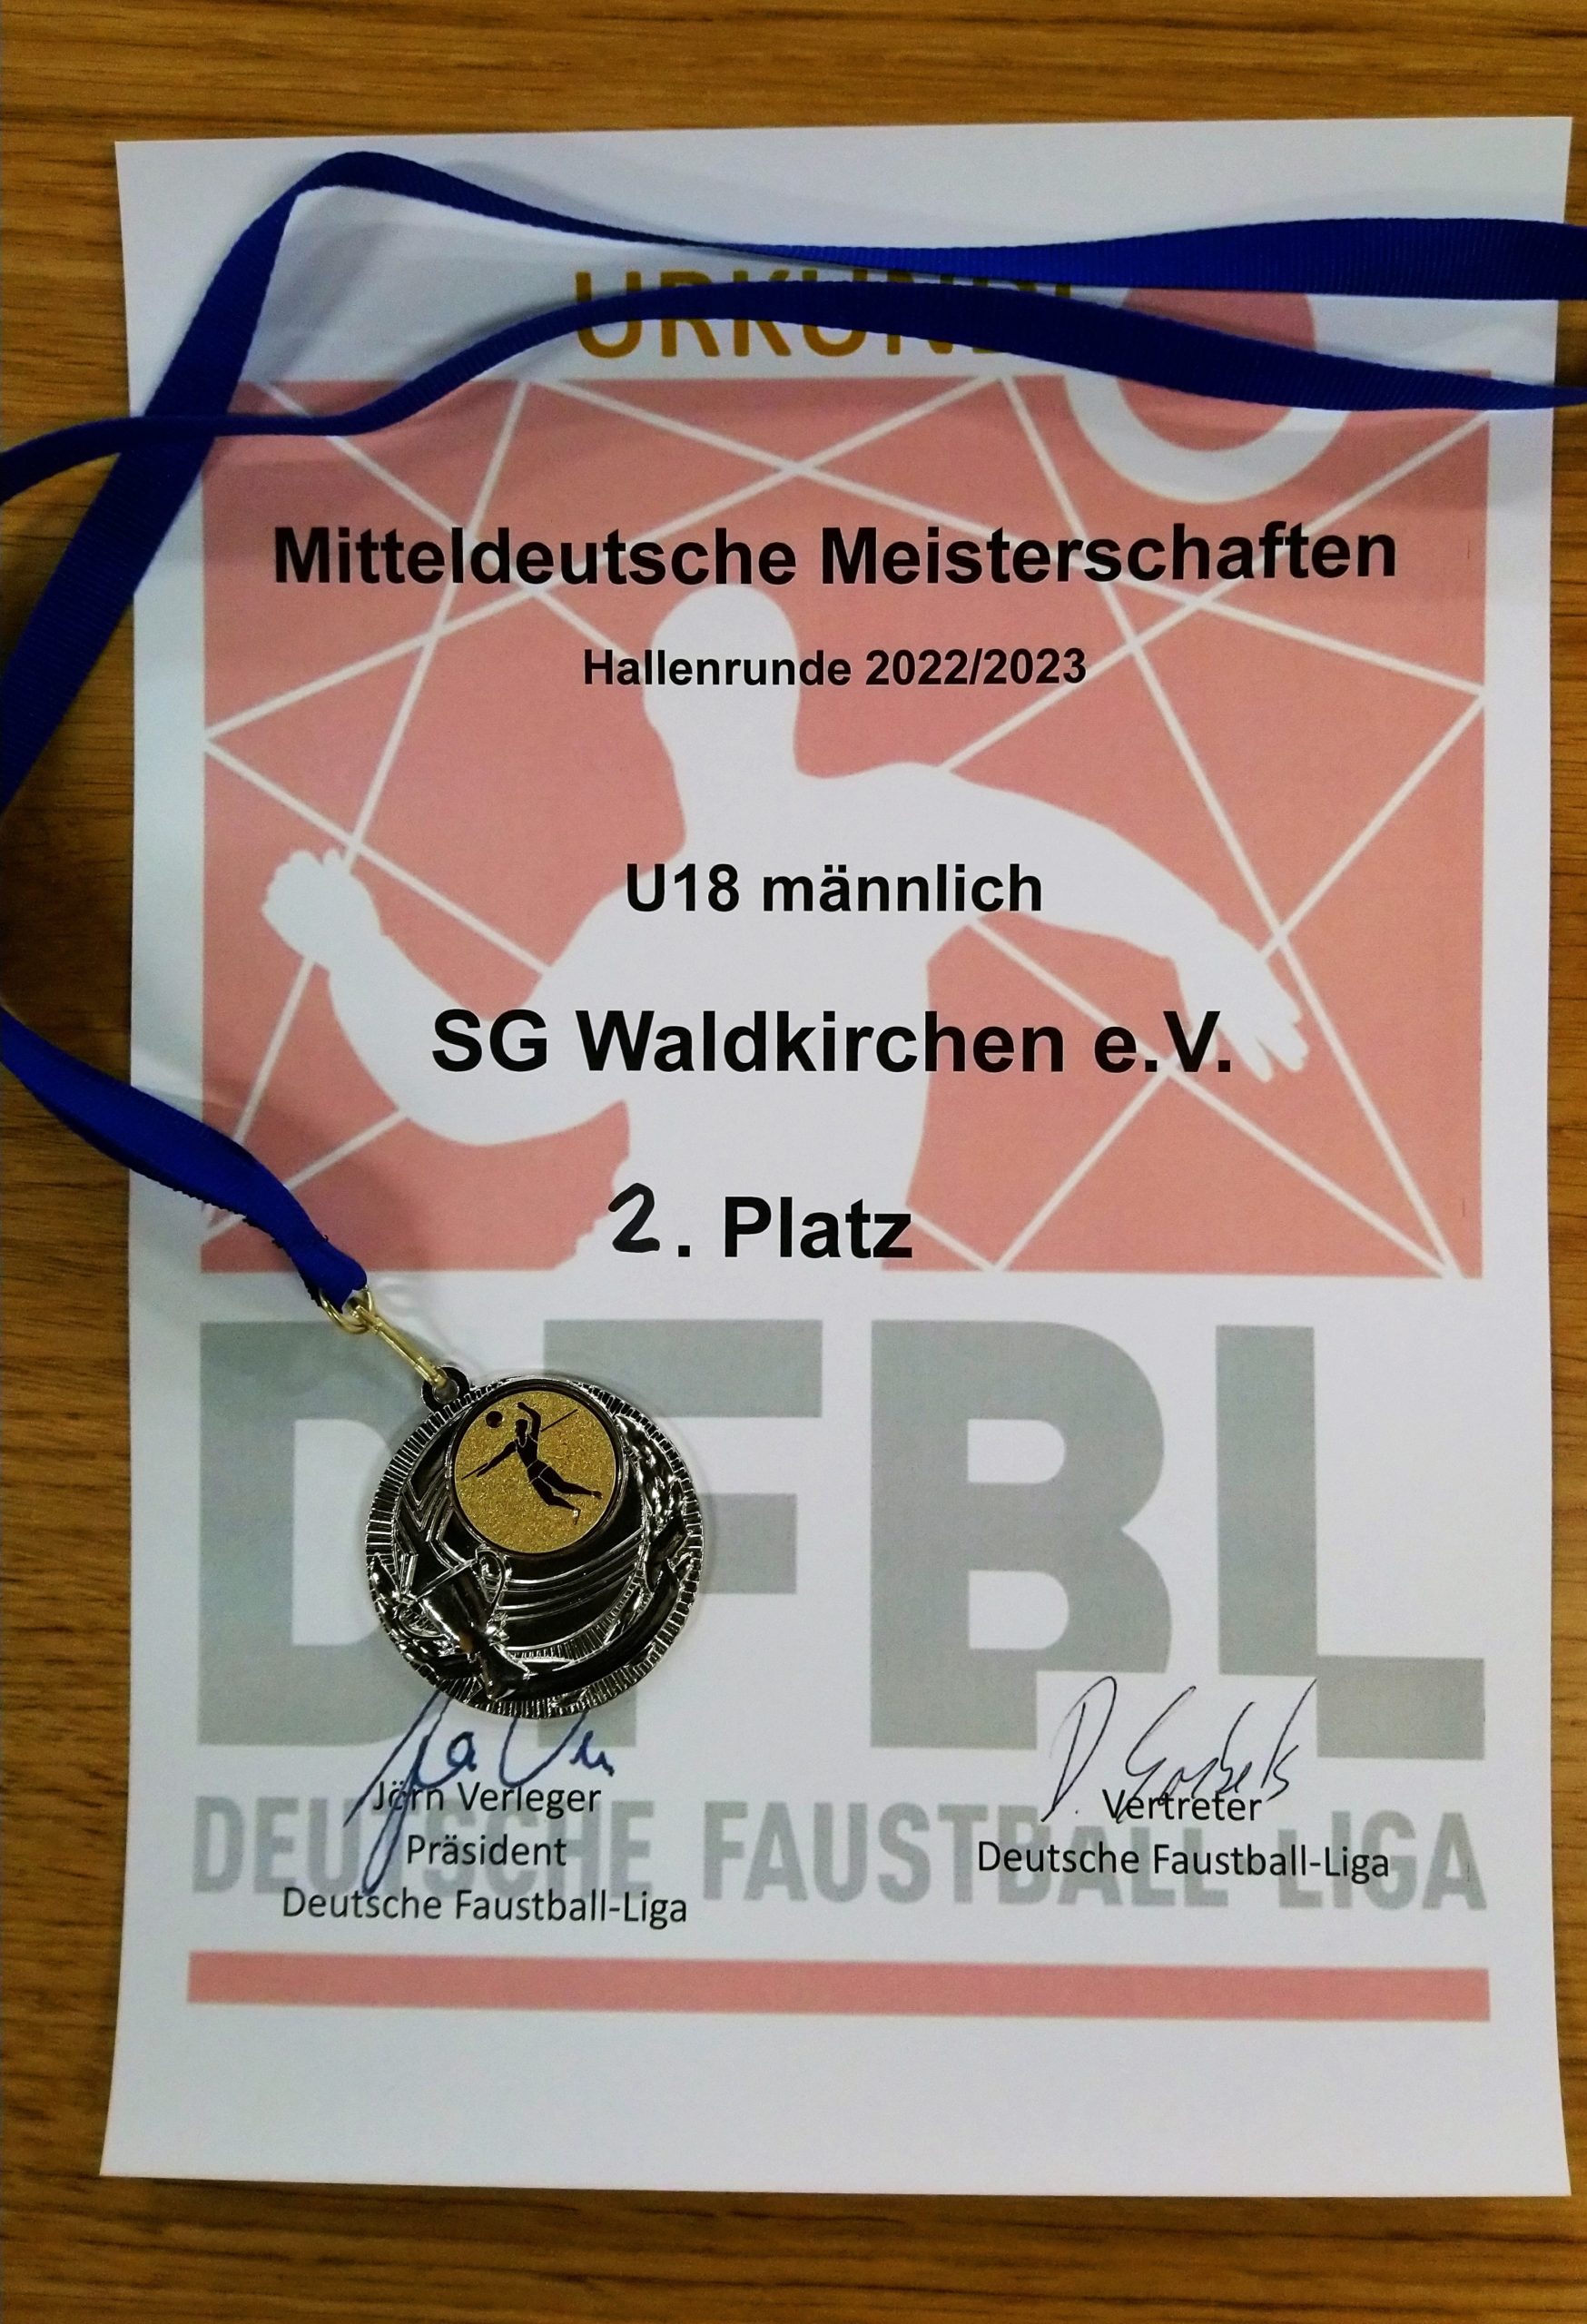 URKUNDE
Mitteldeutsche Meisterschaften
Hallenrunde 2022/2023
U18 männlich
SG Waldkirchen e.V.
2. Platz
DFBL
DEUTSCHE FAUSTBALL-LIGA
Jörn Verleger
Präsident
Deutsche Faustball-Liga
Vertreter
Deutsche Faustball-Liga